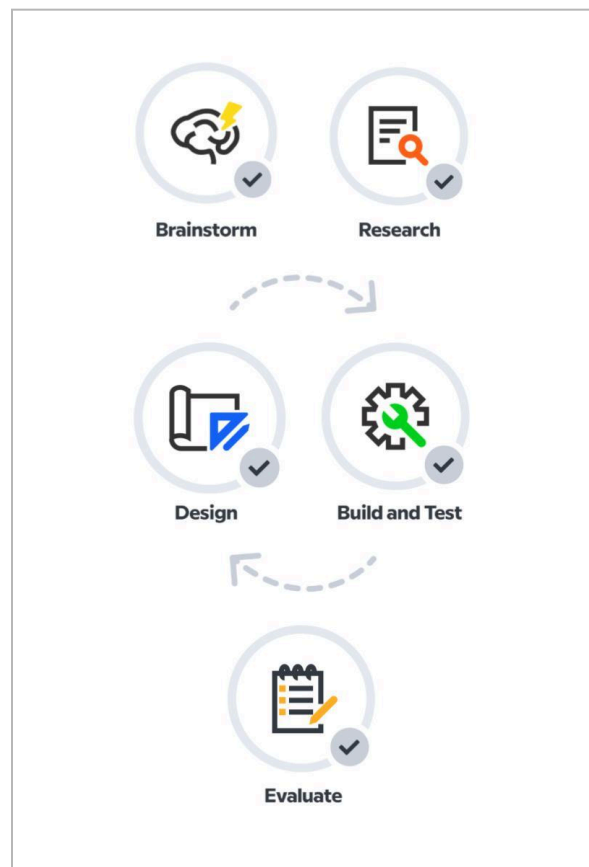 Brainstorm
Research
Design
Build and Test
Evaluate